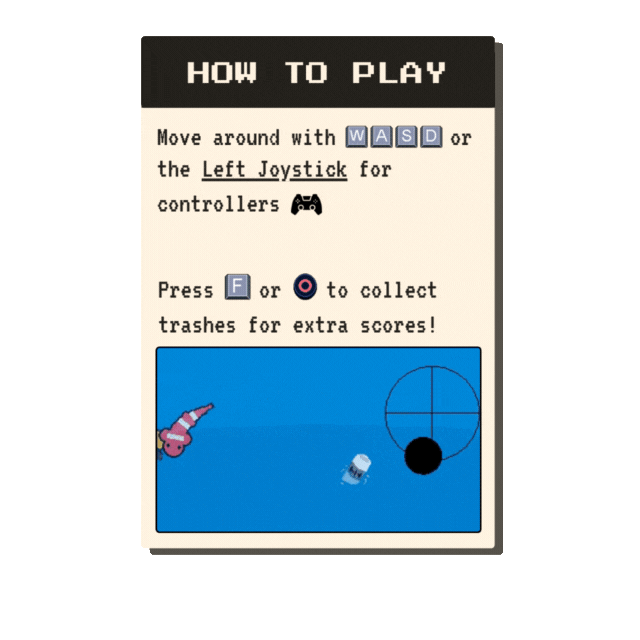 HOW TO PLAY
Move around with W A S D or
the Left Joystick for
controllers
Press F or to collect
trashes for extra scores!